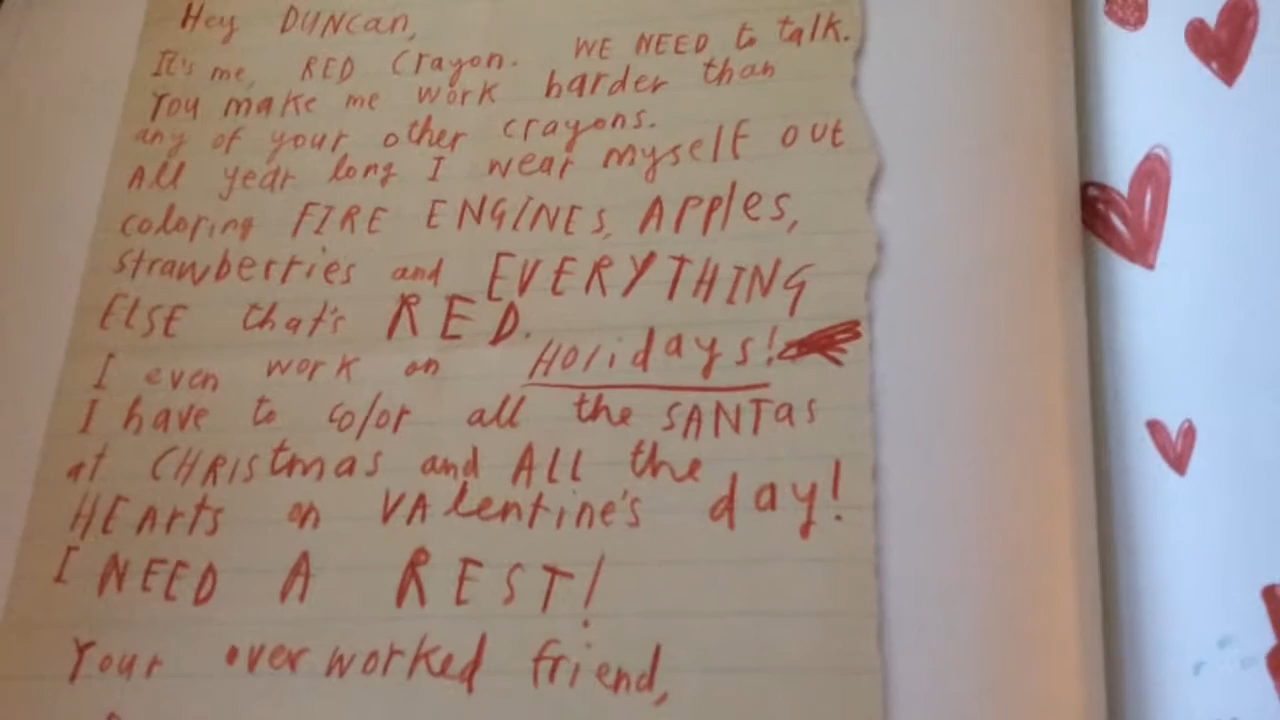 Hey DUNCAN,
It's me, RED Crayon. WE NEED to talk.
You make me work harder than
any of your other crayons.
All year long I wear myself out
coloring FIRE ENGINES, Apples,
strawberries and EVERYTHING
ELSE that's RED.
I even work on Holidays!
I have to color all the SANTAs
at CHRIStmas and ALL the
HEArts on VAlentine's day!
I NEED A REST!
Your overworked friend,